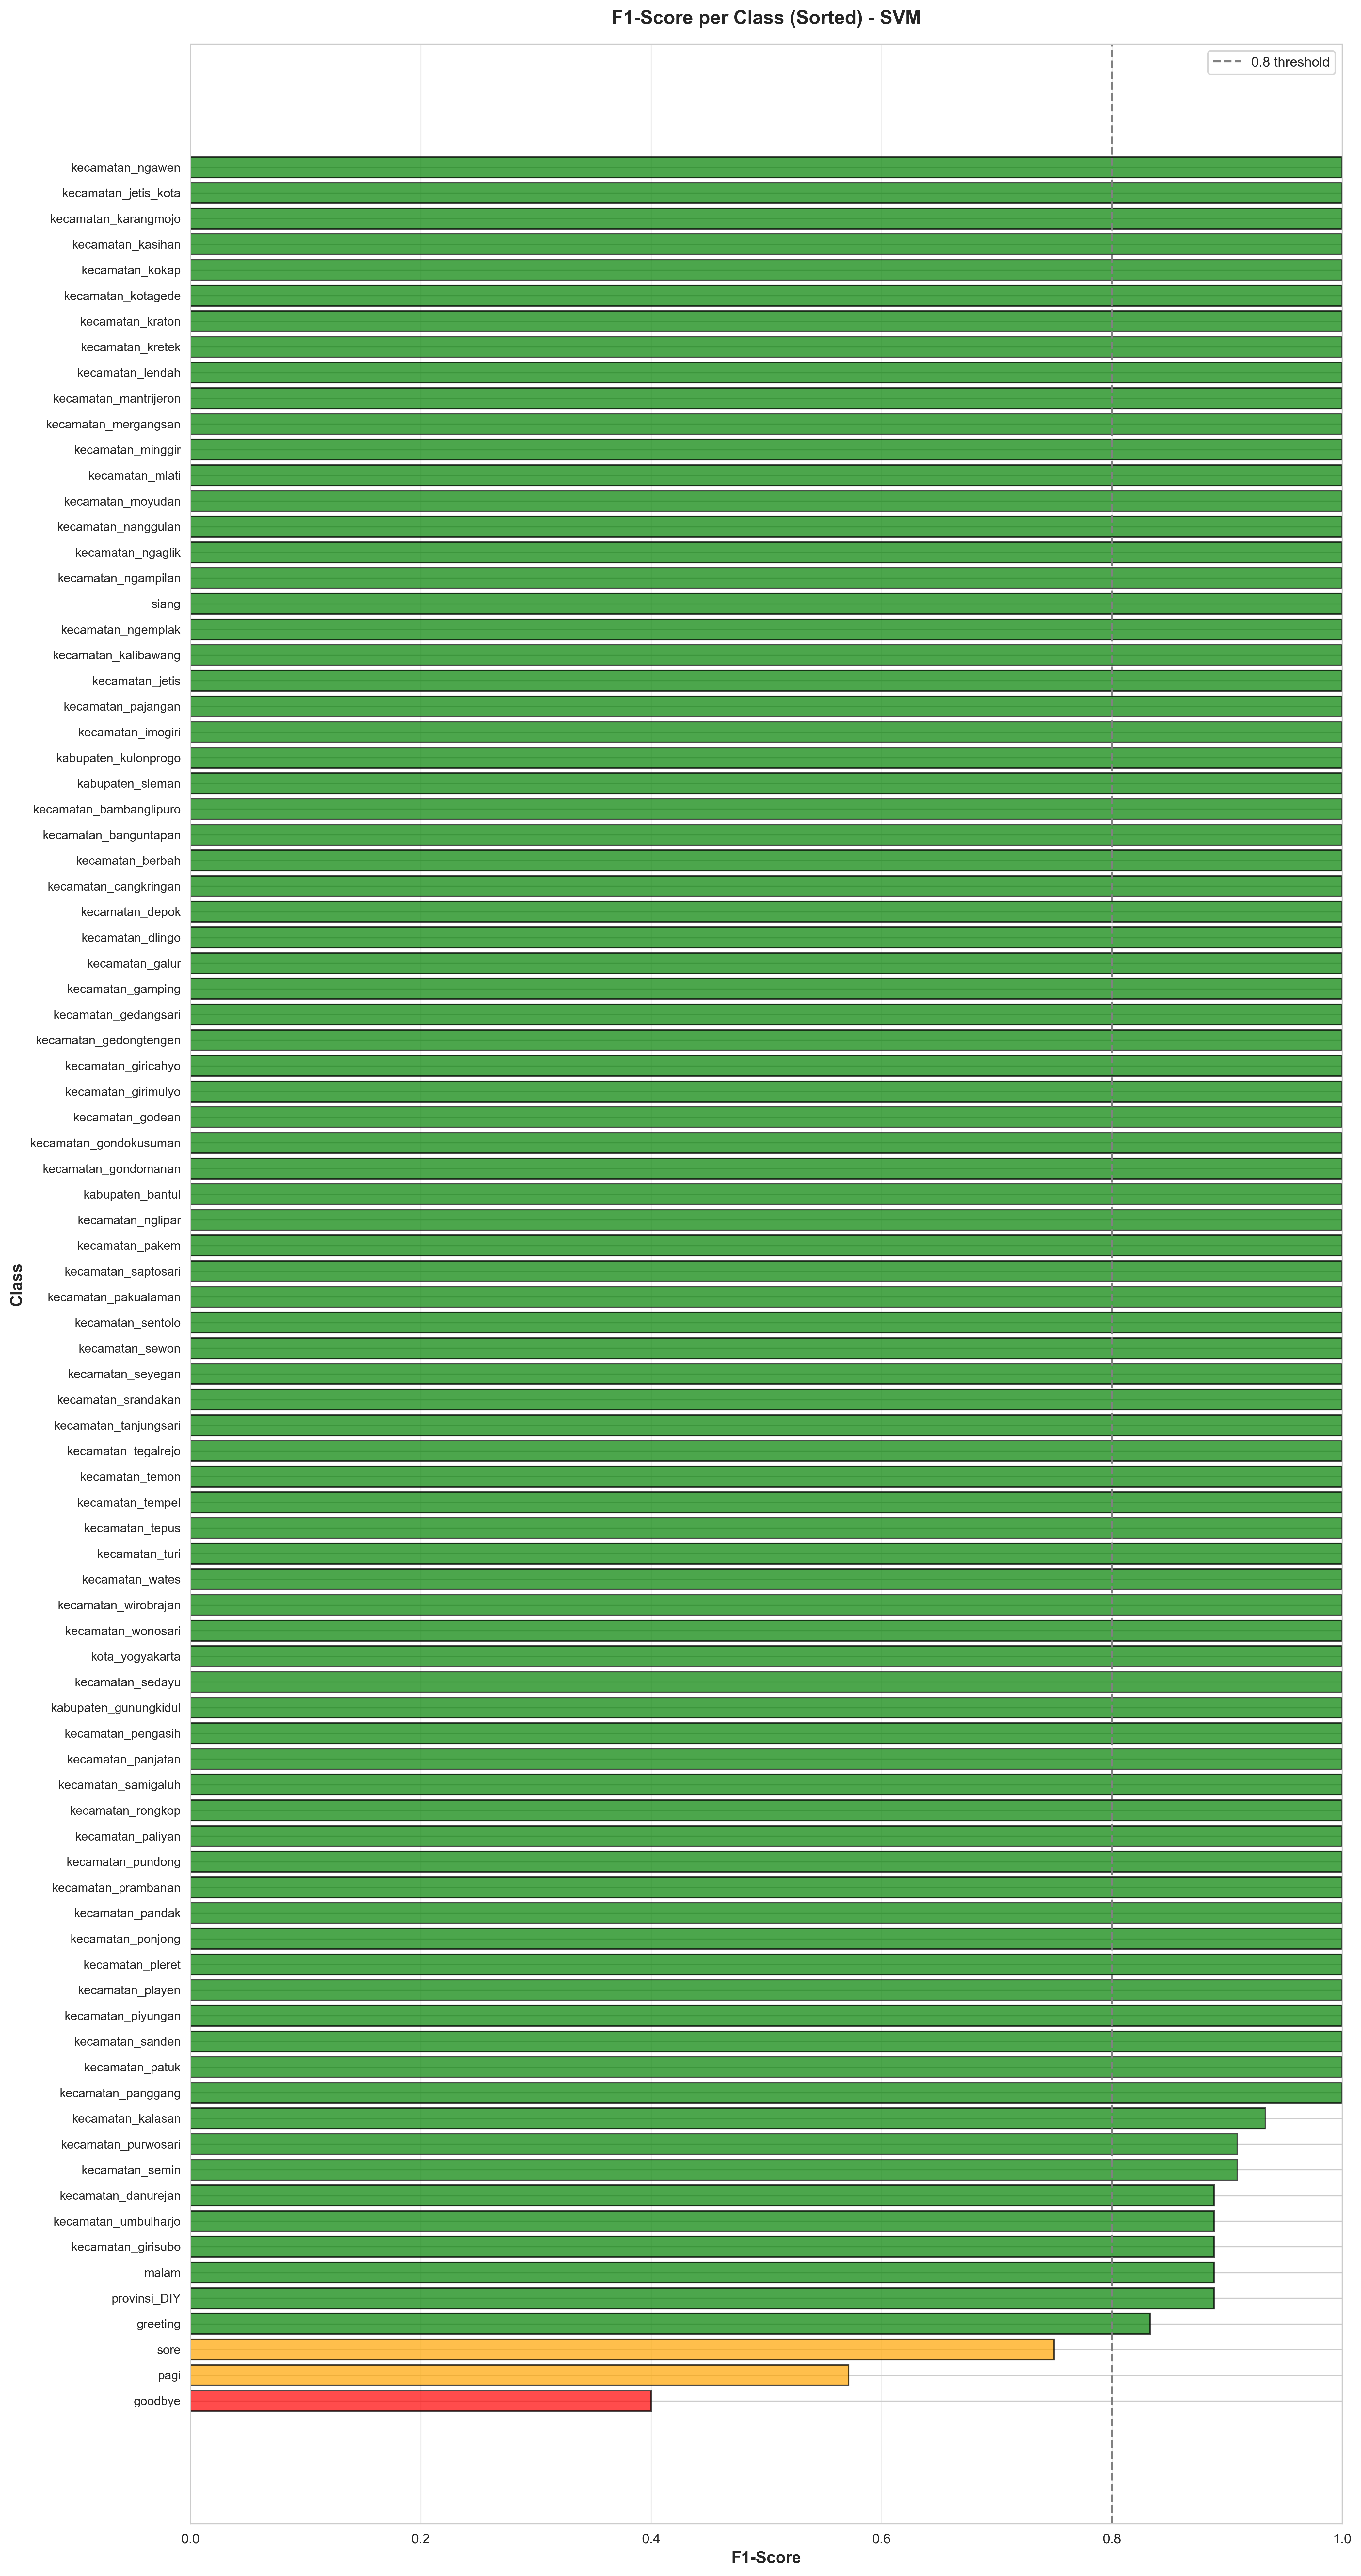 F1-Score per Class (Sorted) - SVM
0.8 threshold
kecamatan_ngawen
kecamatan_jetis_kota
kecamatan_karangmojo
kecamatan_kasihan
kecamatan_kokap
kecamatan_kotagede
kecamatan_kraton
kecamatan_kretek
kecamatan_lendah
kecamatan_mantrijeron
kecamatan_mergangsan
kecamatan_minggir
kecamatan_mlati
kecamatan_moyudan
kecamatan_nanggulan
kecamatan_ngaglik
kecamatan_ngampilan
siang
kecamatan_ngemplak
kecamatan_kalibawang
kecamatan_jetis
kecamatan_pajangan
kecamatan_imogiri
kabupaten_kulonprogo
kabupaten_sleman
kecamatan_bambanglipuro
kecamatan_banguntapan
kecamatan_berbah
kecamatan_cangkringan
kecamatan_depok
kecamatan_dlingo
kecamatan_galur
kecamatan_gamping
kecamatan_gedangsari
kecamatan_gedongtengen
kecamatan_giricahyo
kecamatan_girimulyo
kecamatan_godean
kecamatan_gondokusuman
kecamatan_gondomanan
kabupaten_bantul
kecamatan_nglipar
kecamatan_pakem
kecamatan_saptosari
kecamatan_pakualaman
kecamatan_sentolo
kecamatan_sewon
kecamatan_seyegan
kecamatan_srandakan
kecamatan_tanjungsari
kecamatan_tegalrejo
kecamatan_temon
kecamatan_tempel
kecamatan_tepus
kecamatan_turi
kecamatan_wates
kecamatan_wirobrajan
kecamatan_wonosari
kota_yogyakarta
kecamatan_sedayu
kabupaten_gunungkidul
kecamatan_pengasih
kecamatan_panjatan
kecamatan_samigaluh
kecamatan_rongkop
kecamatan_paliyan
kecamatan_pundong
kecamatan_prambanan
kecamatan_pandak
kecamatan_ponjong
kecamatan_pleret
kecamatan_playen
kecamatan_piyungan
kecamatan_sanden
kecamatan_patuk
kecamatan_panggang
kecamatan_kalasan
kecamatan_purwosari
kecamatan_semin
kecamatan_danurejan
kecamatan_umbulharjo
kecamatan_girisubo
malam
provinsi_DIY
greeting
sore
pagi
goodbye
Class
0.0 0.2 0.4 0.6 0.8 1.0
F1-Score